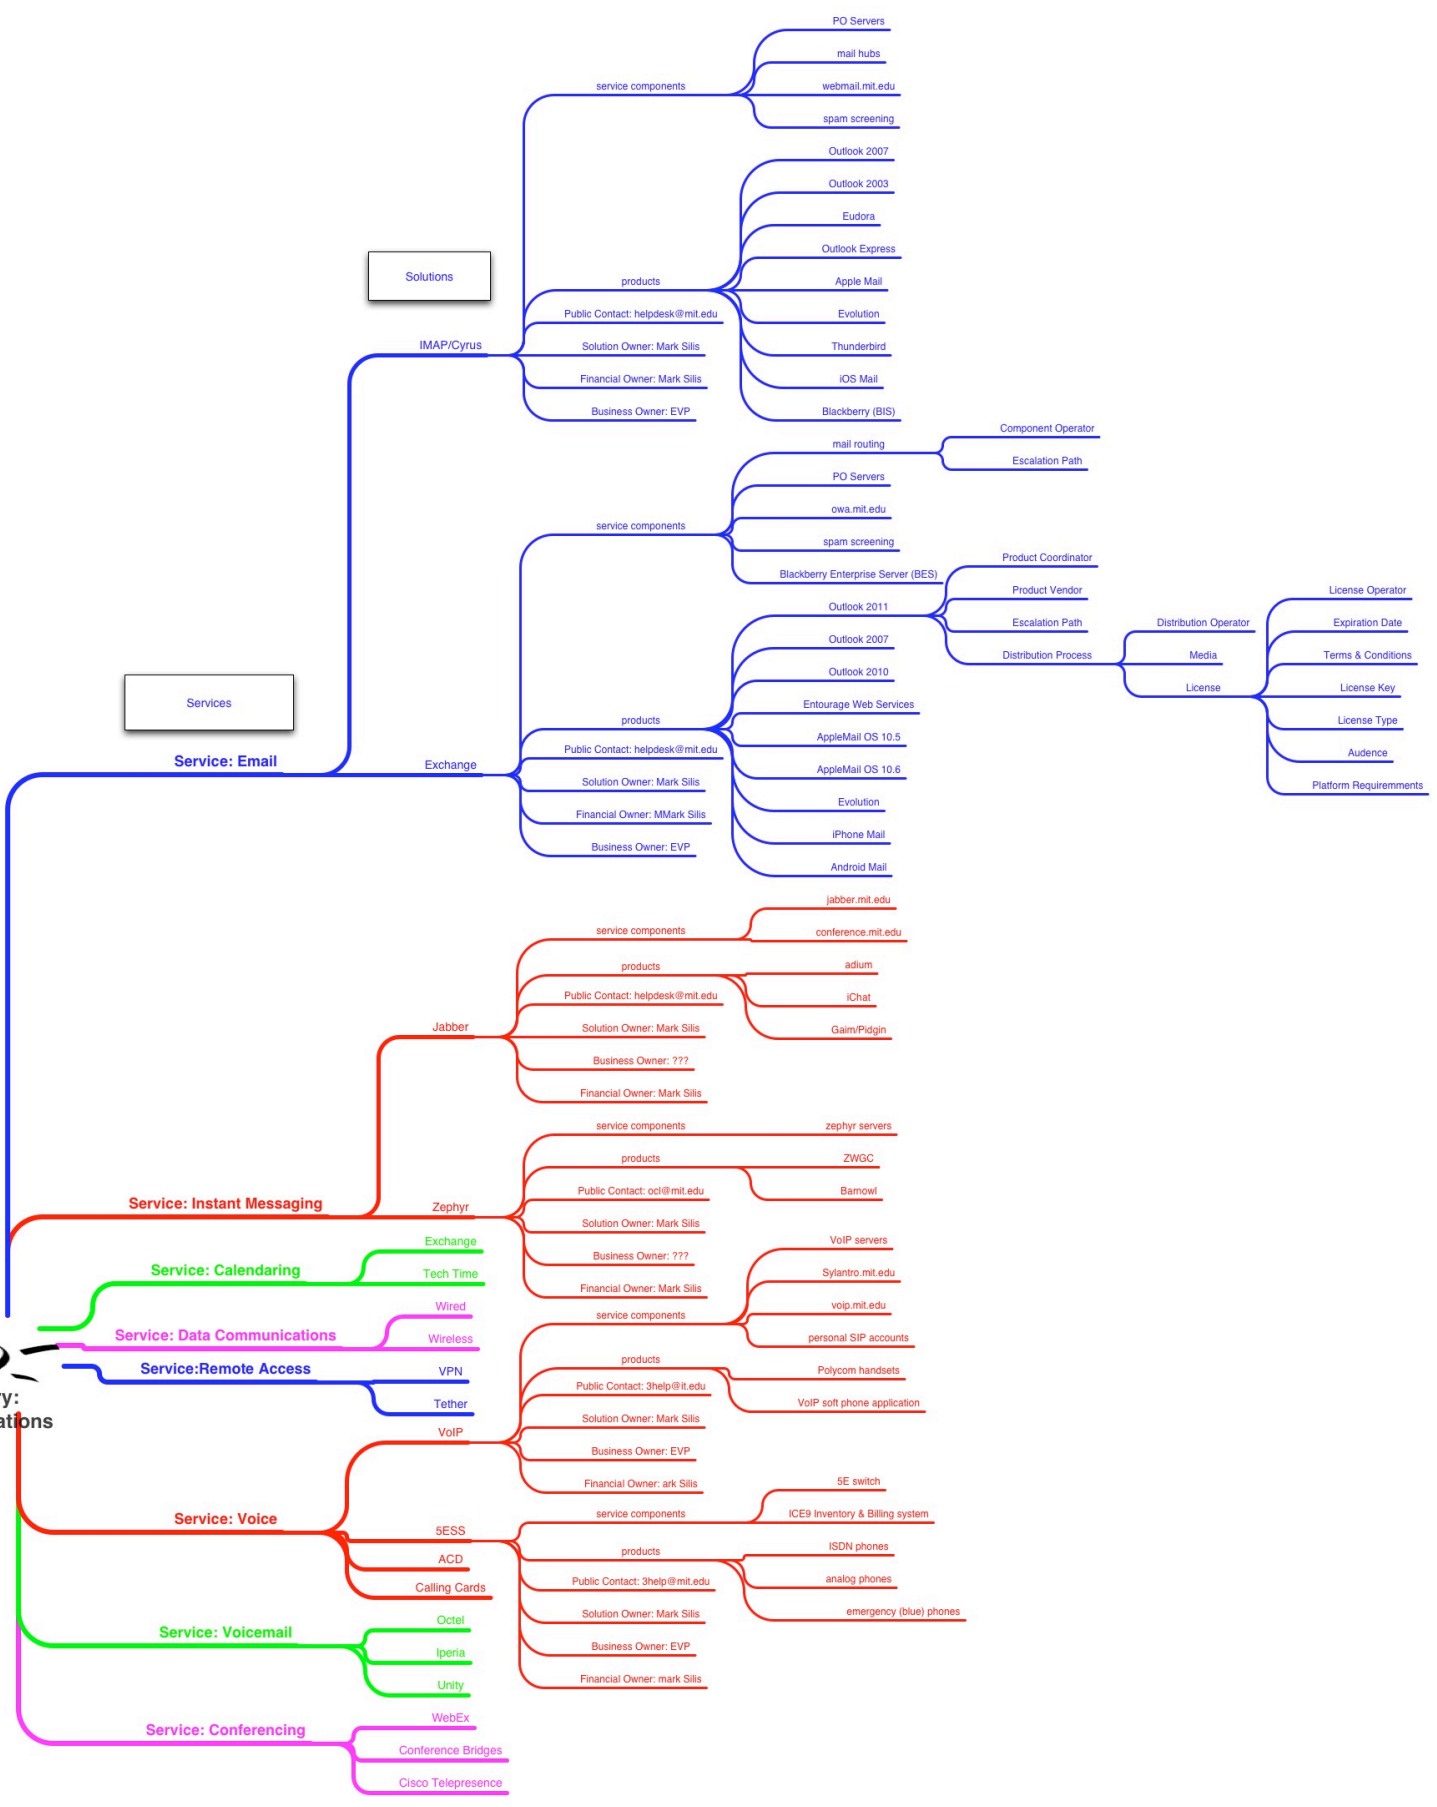 PO Servers
mail hubs
service components
webmail.mit.edu
spam screening
Outlook 2007
Outlook 2003
Eudora
Outlook Express
Solutions
products
Apple Mail
Public Contact: helpdesk@mit.edu
Evolution
IMAP/Cyrus
Solution Owner: Mark Silis
Thunderbird
Financial Owner: Mark Silis
iOS Mail
Business Owner: EVP
Blackberry (BIS)
Component Operator
mail routing
Escalation Path
PO Servers
owa.mit.edu
service components
spam screening
Product Coordinator
Blackberry Enterprise Server (BES)
Product Vendor
License Operator
Outlook 2011
Escalation Path
Distribution Operator
Expiration Date
Outlook 2007
Distribution Process
Media
Terms & Conditions
Outlook 2010
License
License Key
Services
Entourage Web Services
products
License Type
AppleMail OS 10.5
Public Contact: helpdesk@mit.edu
Audence
Service: Email
Exchange
AppleMail OS 10.6
Solution Owner: Mark Silis
Platform Requiremments
Evolution
Financial Owner: MMark Silis
iPhone Mail
Business Owner: EVP
Android Mail
jabber.mit.edu
service components
conference.mit.edu
products
adium
Public Contact: helpdesk@mit.edu
iChat
Jabber
Solution Owner: Mark Silis
Gaim/Pidgin
Business Owner: ???
Financial Owner: Mark Silis
service components
zephyr servers
products
ZWGC
Public Contact: ocl@mit.edu
Barnowl
Service: Instant Messaging
Zephyr
Solution Owner: Mark Silis
Business Owner: ???
VoIP servers
Exchange
Service: Calendaring
Tech Time
Financial Owner: Mark Silis
Sylantro.mit.edu
Wired
service components
voip.mit.edu
Service: Data Communications
Wireless
personal SIP accounts
Service:Remote Access
VPN
products
Polycom handsets
Public Contact: 3help@it.edu
ry:
Tether
VoIP soft phone application
ations
Solution Owner: Mark Silis
VoIP
Business Owner: EVP
Financial Owner: ark Silis
5E switch
Service: Voice
service components
ICE9 Inventory & Billing system
5ESS
products
ISDN phones
ACD
Public Contact: 3help@mit.edu
analog phones
Calling Cards
Solution Owner: Mark Silis
emergency (blue) phones
Octel
Service: Voicemail
Business Owner: EVP
Iperia
Financial Owner: mark Silis
Unity
WebEx
Service: Conferencing
Conference Bridges
Cisco Telepresence